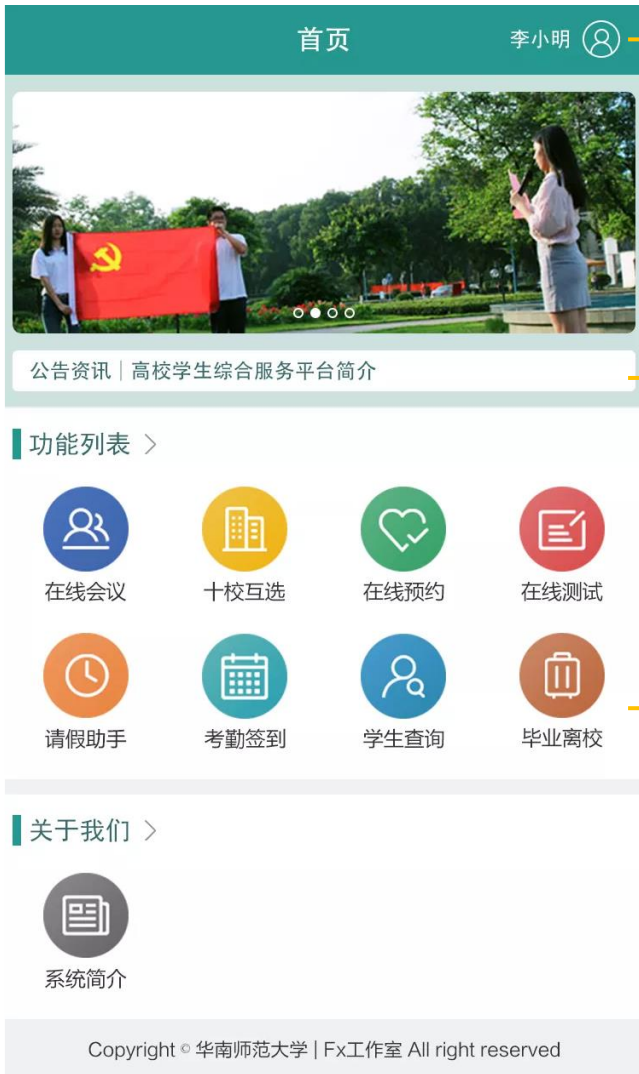 首页
李小明
公告资讯|高校学生综合服务平台简介
功能列表 >
在线会议 十校互选 在线预约 在线测试
请假助手 考勤签到 学生查询 毕业离校
关于我们 >
系统简介
Copyright © 华南师范大学 | Fx工作室 All right reserved